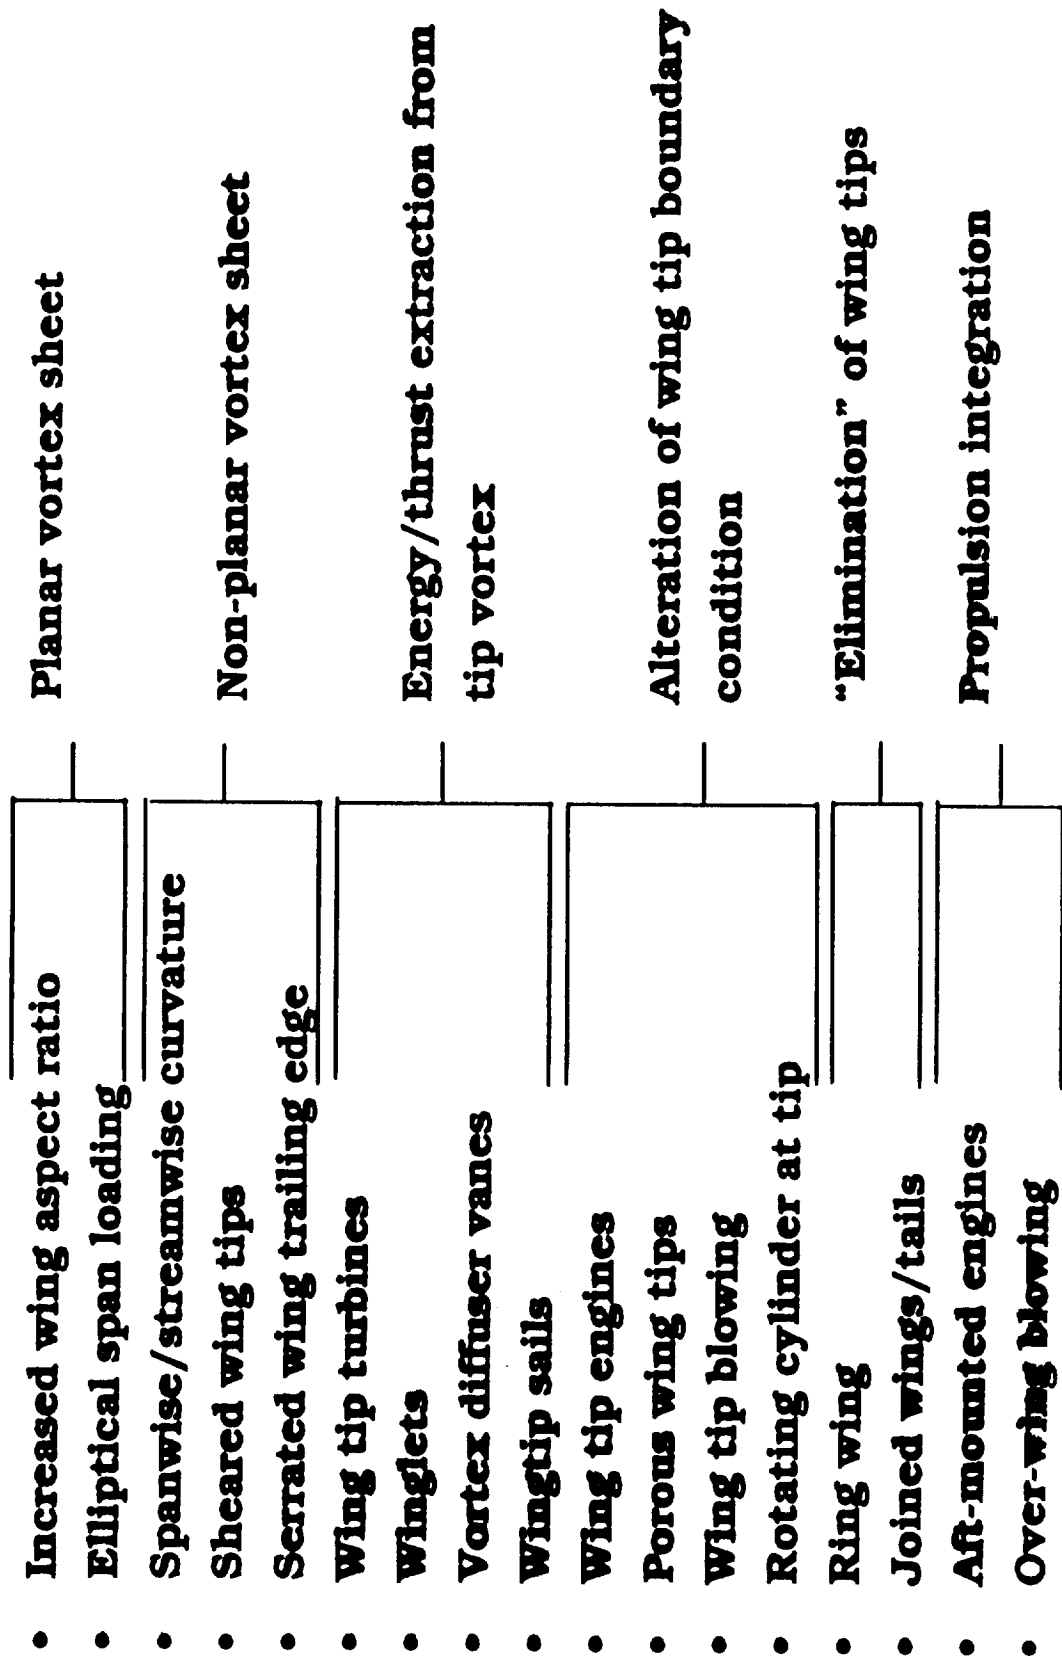 • Increased wing aspect ratio
• Elliptical span loading
Planar vortex sheet
• Spanwise/streamwise curvature
• Sheared wing tips
• Serrated wing trailing edge
Non-planar vortex sheet
• Wing tip turbines
• Winglets
• Vortex diffuser vanes
• Wingtip sails
Energy/thrust extraction from
tip vortex
• Wing tip engines
• Porous wing tips
• Wing tip blowing
• Rotating cylinder at tip
Alteration of wing tip boundary
condition
• Ring wing
• Joined wings/tails
“Elimination” of wing tips
• Aft-mounted engines
• Over-wing blowing
Propulsion integration